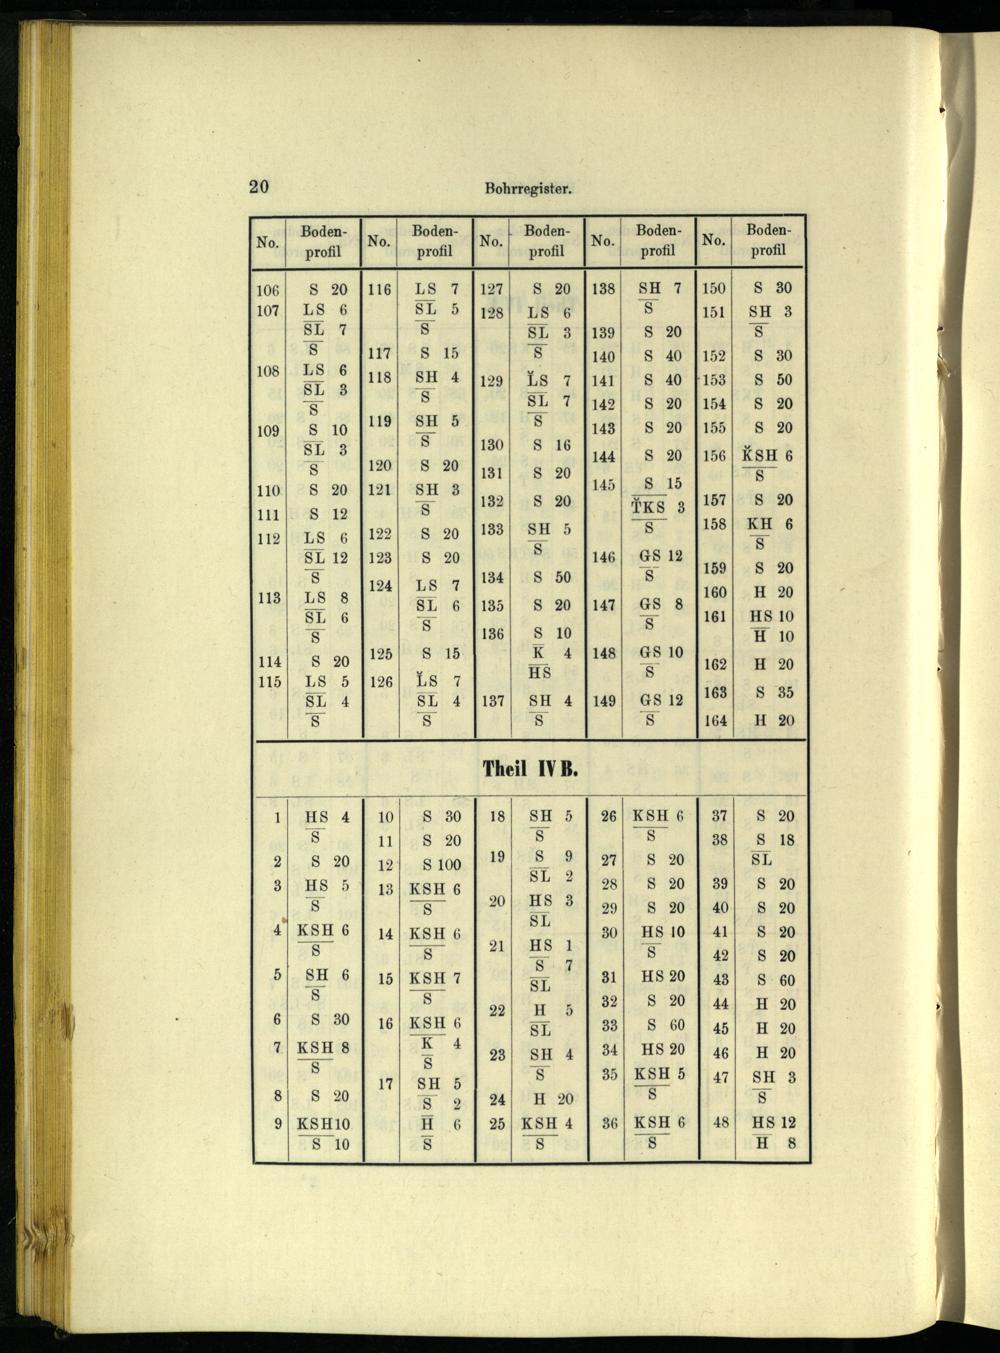 20
Bohrregister.
No. Boden-profil
106 S 20
107 LS 6
SL 7
S
108 LS 6
SL 3
S
109 S 10
SL 3
S
110 S 20
111 S 12
112 LS 6
SL 12
S
113 LS 8
SL 6
S
114 S 20
115 LS 5
SL 4
S
No. Boden-profil
116 LS 7
SL 5
S
117 S 15
118 SH 4
S
119 SH 5
S
120 S 20
121 SH 3
S
122 S 20
123 S 20
124 LS 7
SL 6
S
125 S 15
126 L̆S 7
SL 4
S
No. Boden-profil
127 S 20
128 LS 6
SL 3
S
129 L̆S 7
SL 7
S
130 S 16
131 S 20
132 S 20
133 SH 5
S
134 S 50
135 S 20
136 S 10
K 4
HS
137 SH 4
S
No. Boden-profil
138 SH 7
S
139 S 20
140 S 40
141 S 40
142 S 20
143 S 20
144 S 20
145 S 15
T̆KS 3
S
146 GS 12
S
147 GS 8
S
148 GS 10
S
149 GS 12
S
No. Boden-profil
150 S 30
151 SH 3
S
152 S 30
153 S 50
154 S 20
155 S 20
156 K̆SH 6
S
157 S 20
158 KH 6
S
159 S 20
160 H 20
161 HS 10
H 10
162 H 20
163 S 35
164 H 20
Theil IV B.
1 HS 4
S
2 S 20
3 HS 5
S
4 KSH 6
S
5 SH 6
S
6 S 30
7 KSH 8
S
8 S 20
9 KSH 10
S 10
10 S 30
11 S 20
12 S 100
13 KSH 6
S
14 KSH 6
S
15 KSH 7
S
16 KSH 6
K 4
S
17 SH 5
S 2
H 6
S
18 SH 5
S
19 S 9
SL 2
20 HS 3
SL
21 HS 1
S 7
SL
22 H 5
SL
23 SH 4
S
24 H 20
25 KSH 4
S
26 KSH 6
S
27 S 20
28 S 20
29 S 20
30 HS 10
S
31 HS 20
32 S 20
33 S 60
34 HS 20
35 KSH 5
S
36 KSH 6
S
37 S 20
38 S 18
SL
39 S 20
40 S 20
41 S 20
42 S 20
43 S 60
44 H 20
45 H 20
46 H 20
47 SH 3
S
48 HS 12
H 8